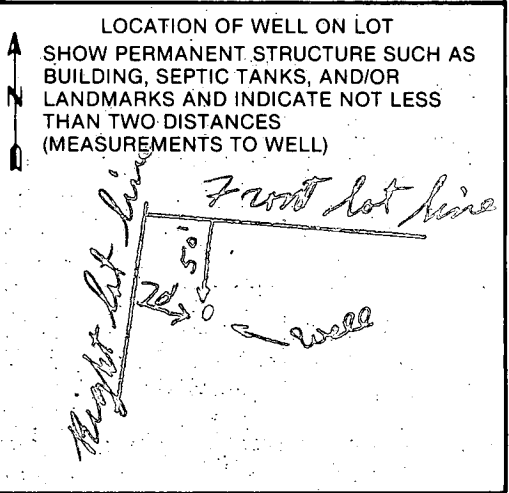 LOCATION OF WELL ON LOT
SHOW PERMANENT STRUCTURE SUCH AS
BUILDING, SEPTIC TANKS, AND/OR
LANDMARKS AND INDICATE NOT LESS
THAN TWO DISTANCES
(MEASUREMENTS TO WELL)
N
Front lot line
Right lot line
50'
Well